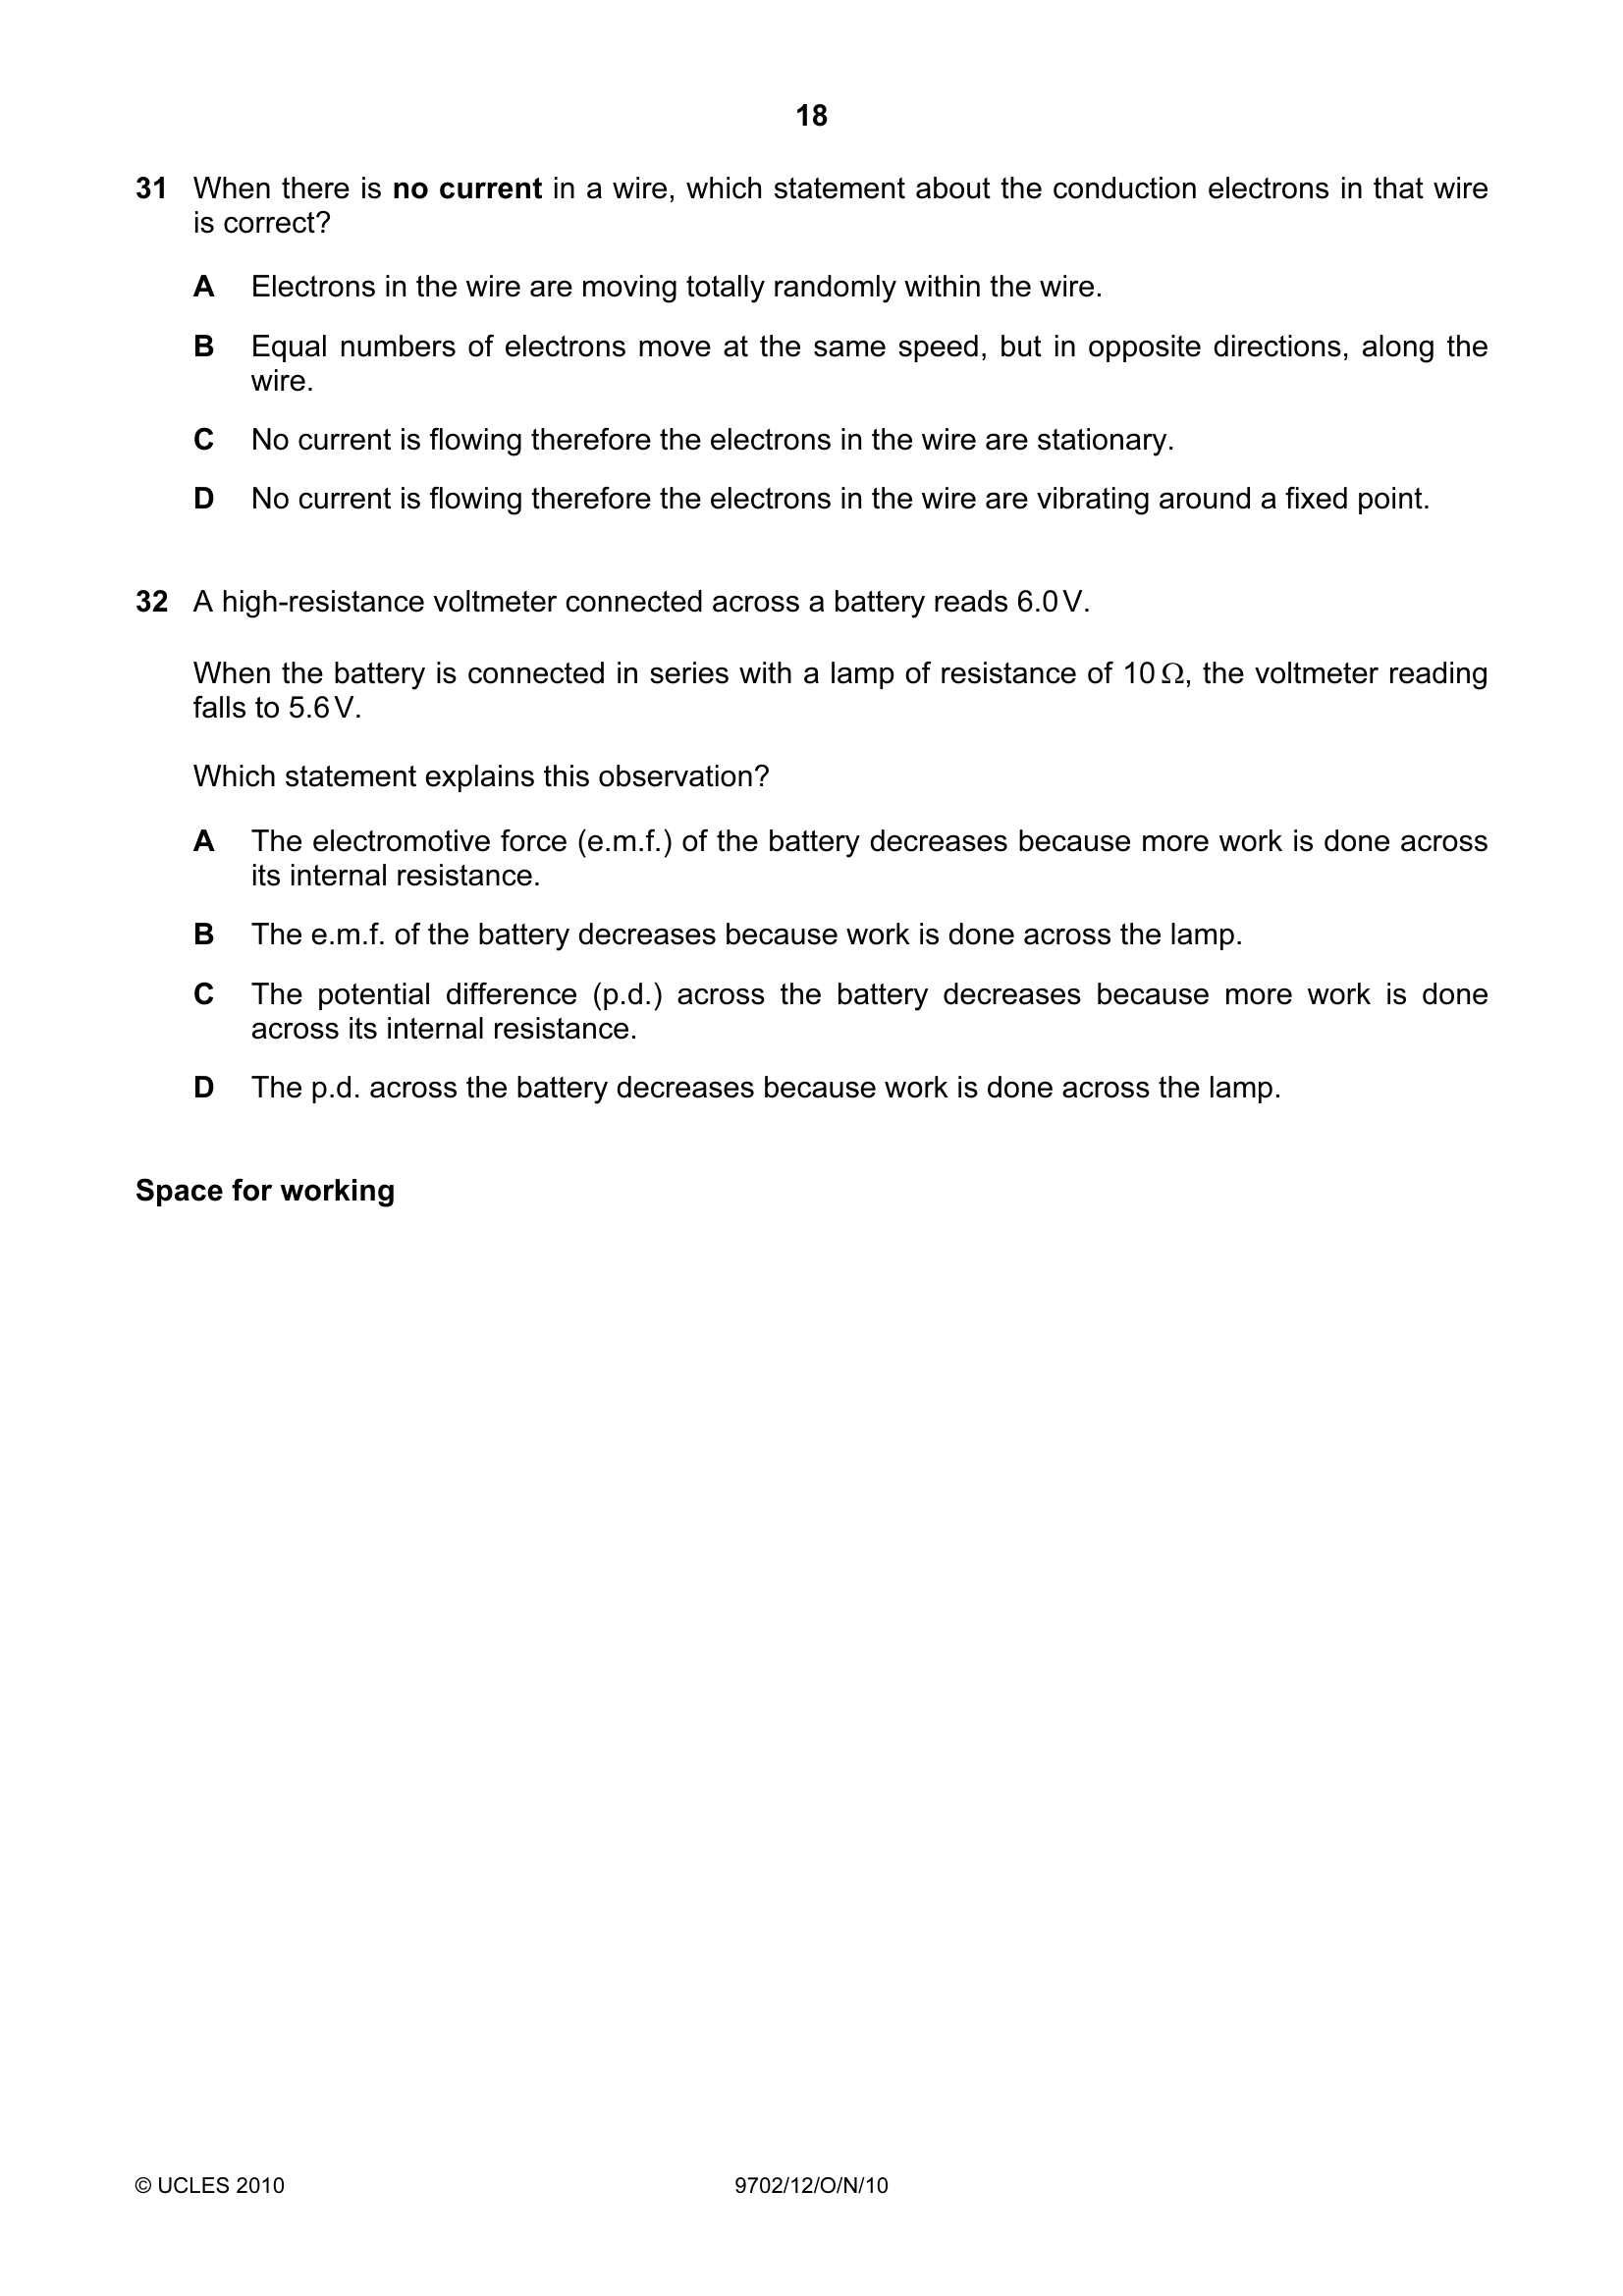 18
31 When there is no current in a wire, which statement about the conduction electrons in that wire
is correct?
A Electrons in the wire are moving totally randomly within the wire.
B Equal numbers of electrons move at the same speed, but in opposite directions, along the
wire.
C No current is flowing therefore the electrons in the wire are stationary.
D No current is flowing therefore the electrons in the wire are vibrating around a fixed point.
32 A high-resistance voltmeter connected across a battery reads 6.0 V.
When the battery is connected in series with a lamp of resistance of 10 Ω, the voltmeter reading
falls to 5.6 V.
Which statement explains this observation?
A The electromotive force (e.m.f.) of the battery decreases because more work is done across
its internal resistance.
B The e.m.f. of the battery decreases because work is done across the lamp.
C The potential difference (p.d.) across the battery decreases because more work is done
across its internal resistance.
D The p.d. across the battery decreases because work is done across the lamp.
Space for working
© UCLES 2010 9702/12/O/N/10